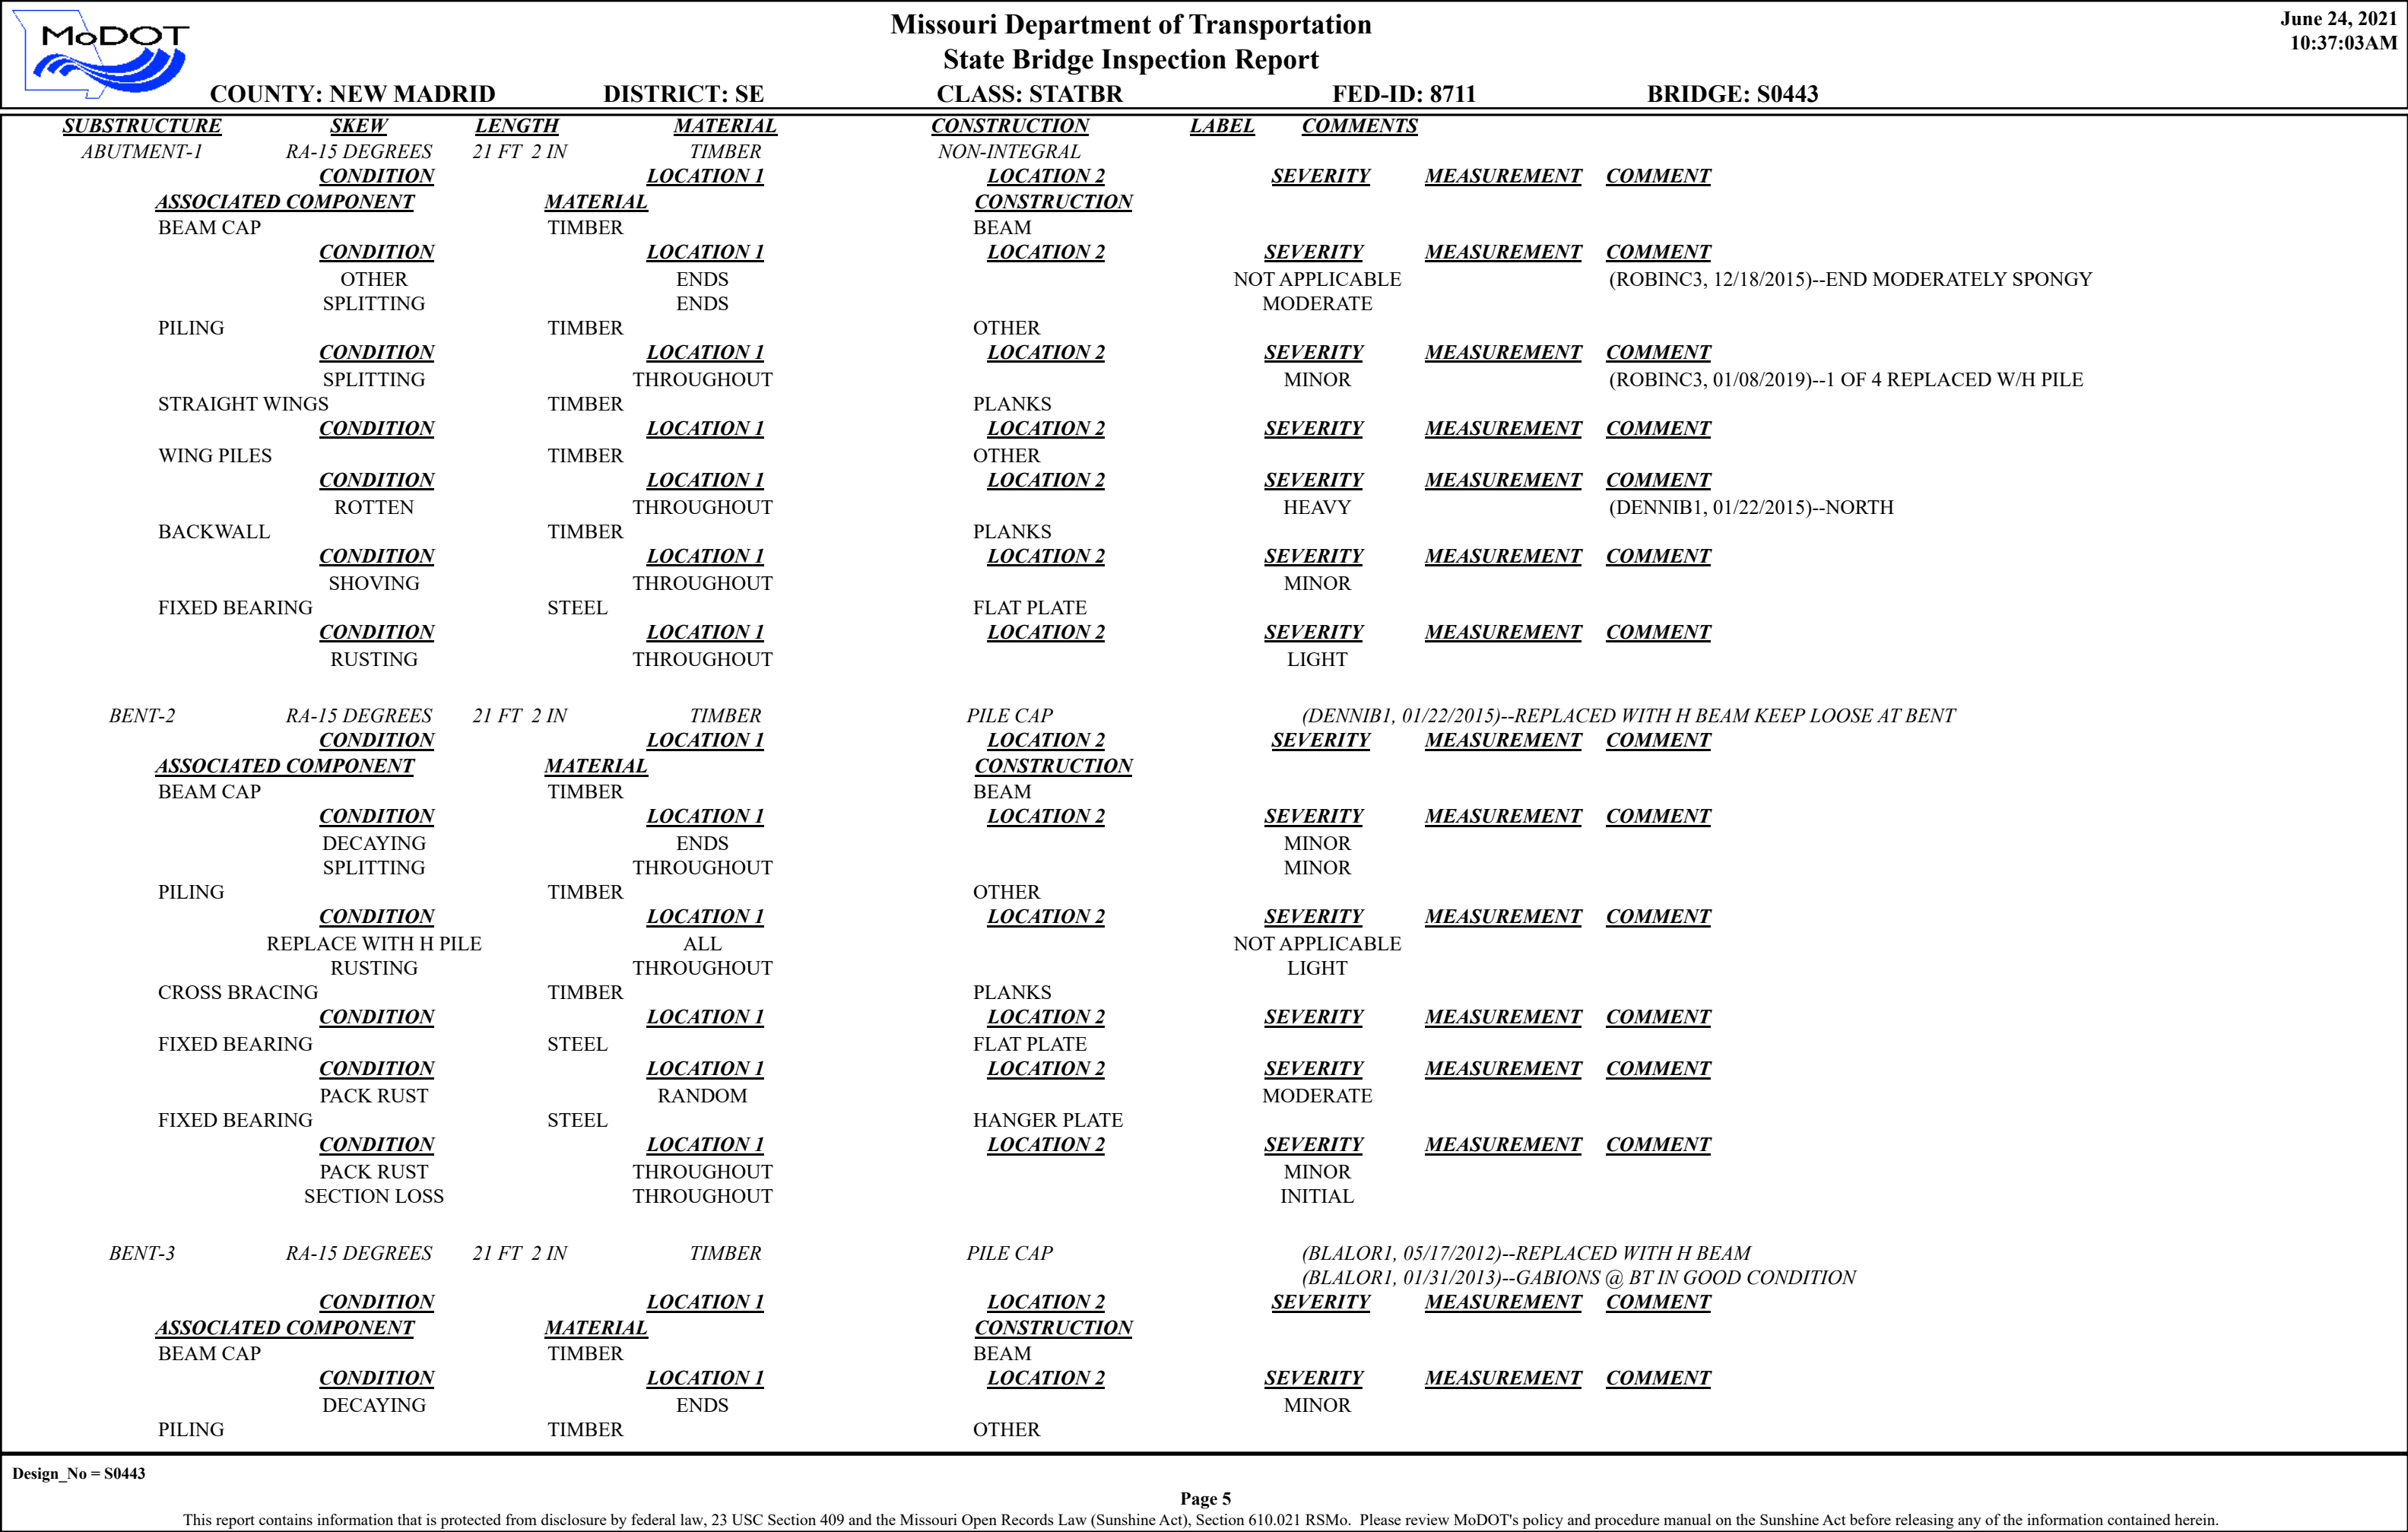 MoDOT
Missouri Department of Transportation
State Bridge Inspection Report
June 24, 2021
10:37:03AM
COUNTY: NEW MADRID DISTRICT: SE CLASS: STATBR FED-ID: 8711 BRIDGE: S0443
SUBSTRUCTURE SKEW LENGTH MATERIAL CONSTRUCTION LABEL COMMENTS
ABUTMENT-1 RA-15 DEGREES 21 FT 2 IN TIMBER NON-INTEGRAL
CONDITION LOCATION 1 LOCATION 2 SEVERITY MEASUREMENT COMMENT
ASSOCIATED COMPONENT MATERIAL CONSTRUCTION
BEAM CAP TIMBER BEAM
CONDITION LOCATION 1 LOCATION 2 SEVERITY MEASUREMENT COMMENT
OTHER ENDS NOT APPLICABLE (ROBINC3, 12/18/2015)--END MODERATELY SPONGY
SPLITTING ENDS MODERATE
PILING TIMBER OTHER
CONDITION LOCATION 1 LOCATION 2 SEVERITY MEASUREMENT COMMENT
SPLITTING THROUGHOUT MINOR (ROBINC3, 01/08/2019)--1 OF 4 REPLACED W/H PILE
STRAIGHT WINGS TIMBER PLANKS
CONDITION LOCATION 1 LOCATION 2 SEVERITY MEASUREMENT COMMENT
WING PILES TIMBER OTHER
CONDITION LOCATION 1 LOCATION 2 SEVERITY MEASUREMENT COMMENT
ROTTEN THROUGHOUT HEAVY (DENNIB1, 01/22/2015)--NORTH
BACKWALL TIMBER PLANKS
CONDITION LOCATION 1 LOCATION 2 SEVERITY MEASUREMENT COMMENT
SHOVING THROUGHOUT MINOR
FIXED BEARING STEEL FLAT PLATE
CONDITION LOCATION 1 LOCATION 2 SEVERITY MEASUREMENT COMMENT
RUSTING THROUGHOUT LIGHT
BENT-2 RA-15 DEGREES 21 FT 2 IN TIMBER PILE CAP (DENNIB1, 01/22/2015)--REPLACED WITH H BEAM KEEP LOOSE AT BENT
CONDITION LOCATION 1 LOCATION 2 SEVERITY MEASUREMENT COMMENT
ASSOCIATED COMPONENT MATERIAL CONSTRUCTION
BEAM CAP TIMBER BEAM
CONDITION LOCATION 1 LOCATION 2 SEVERITY MEASUREMENT COMMENT
DECAYING ENDS MINOR
SPLITTING THROUGHOUT MINOR
PILING TIMBER OTHER
CONDITION LOCATION 1 LOCATION 2 SEVERITY MEASUREMENT COMMENT
REPLACE WITH H PILE ALL NOT APPLICABLE
RUSTING THROUGHOUT LIGHT
CROSS BRACING TIMBER PLANKS
CONDITION LOCATION 1 LOCATION 2 SEVERITY MEASUREMENT COMMENT
FIXED BEARING STEEL FLAT PLATE
CONDITION LOCATION 1 LOCATION 2 SEVERITY MEASUREMENT COMMENT
PACK RUST RANDOM MODERATE
FIXED BEARING STEEL HANGER PLATE
CONDITION LOCATION 1 LOCATION 2 SEVERITY MEASUREMENT COMMENT
PACK RUST THROUGHOUT MINOR
SECTION LOSS THROUGHOUT INITIAL
BENT-3 RA-15 DEGREES 21 FT 2 IN TIMBER PILE CAP (BLALOR1, 05/17/2012)--REPLACED WITH H BEAM
(BLALOR1, 01/31/2013)--GABIONS @ BT IN GOOD CONDITION
CONDITION LOCATION 1 LOCATION 2 SEVERITY MEASUREMENT COMMENT
ASSOCIATED COMPONENT MATERIAL CONSTRUCTION
BEAM CAP TIMBER BEAM
CONDITION LOCATION 1 LOCATION 2 SEVERITY MEASUREMENT COMMENT
DECAYING ENDS MINOR
PILING TIMBER OTHER
Design_No = S0443
Page 5
This report contains information that is protected from disclosure by federal law, 23 USC Section 409 and the Missouri Open Records Law (Sunshine Act), Section 610.021 RSMo. Please review MoDOT's policy and procedure manual on the Sunshine Act before releasing any of the information contained herein.